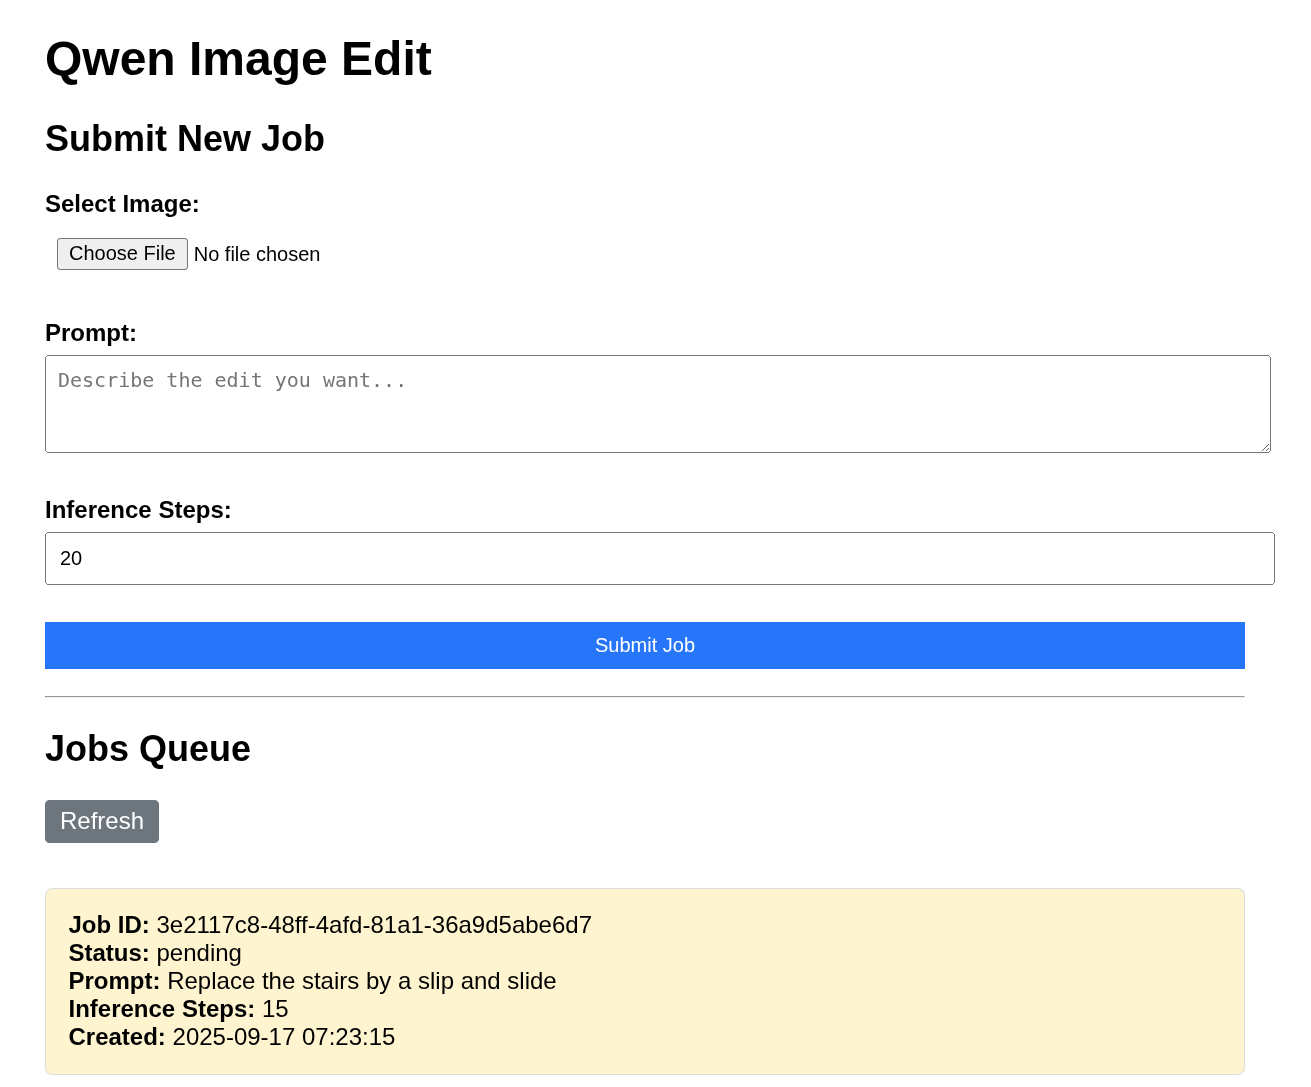 Qwen Image Edit
Submit New Job
Select Image:
Choose File No file chosen
Prompt:
Describe the edit you want...
Inference Steps:
20
Submit Job
Jobs Queue
Refresh
Job ID: 3e2117c8-48ff-4afd-81a1-36a9d5abe6d7
Status: pending
Prompt: Replace the stairs by a slip and slide
Inference Steps: 15
Created: 2025-09-17 07:23:15